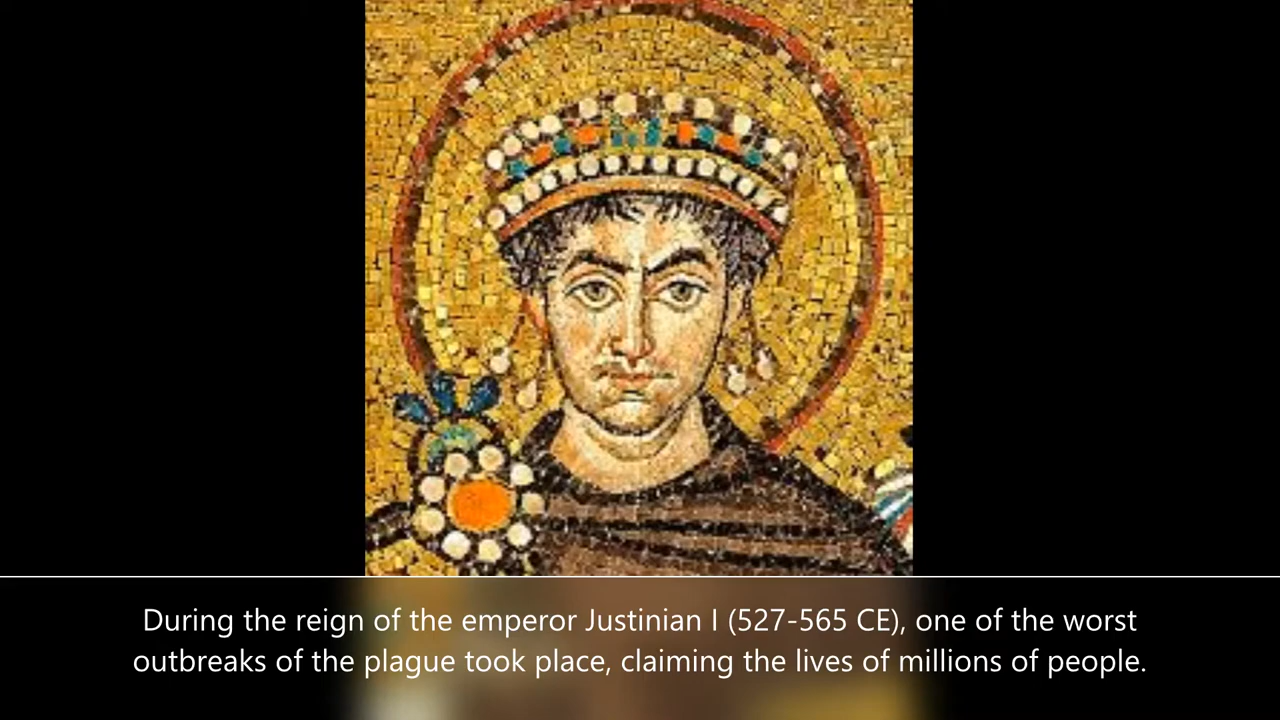 During the reign of the emperor Justinian I (527-565 CE), one of the worst
outbreaks of the plague took place, claiming the lives of millions of people.